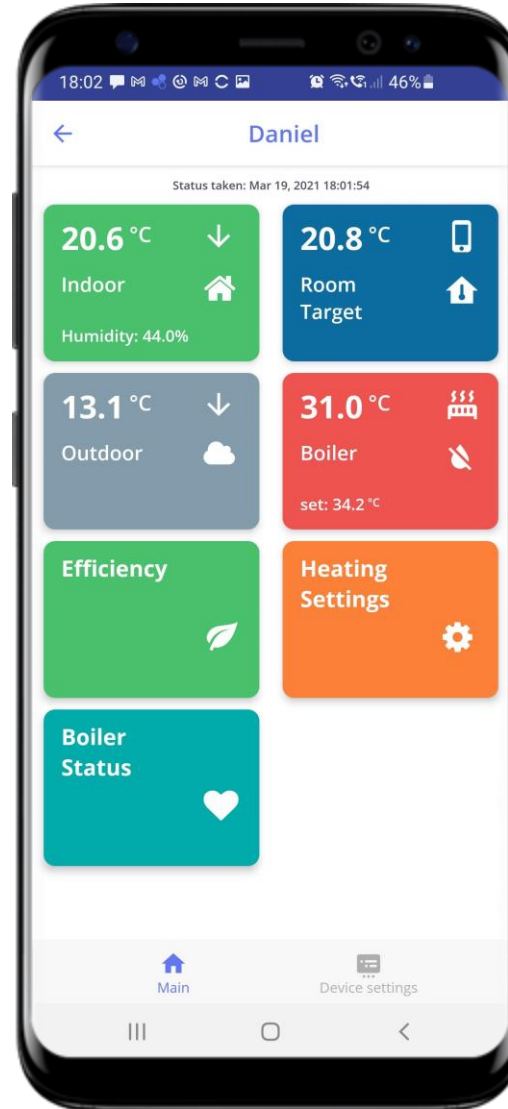 18:02 46%
Daniel
Status taken: Mar 19, 2021 18:01:54
20.6 °C
Indoor
Humidity: 44.0%
20.8 °C
Room
Target
13.1 °C
Outdoor
31.0 °C
Boiler
set: 34.2 °C
Efficiency
Heating
Settings
Boiler
Status
Main
Device settings